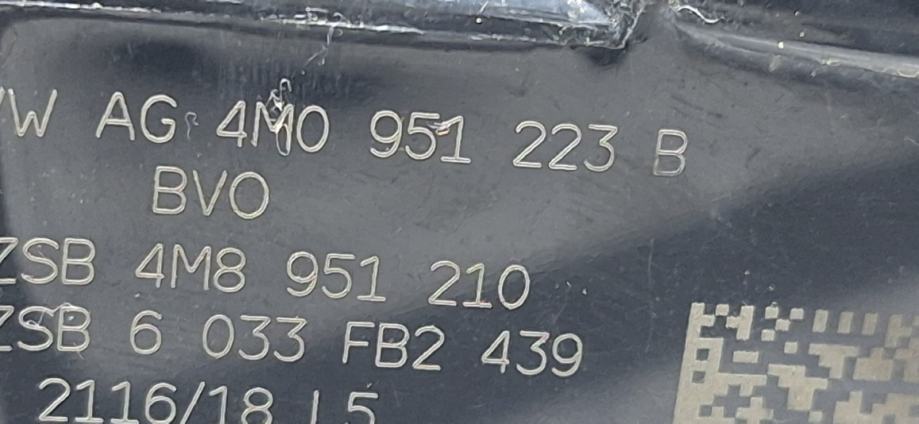 VW AG 4M0 951 223 B
BVO
ZSB 4M8 951 210
ZSB 6 033 FB2 439
2116/18 L5